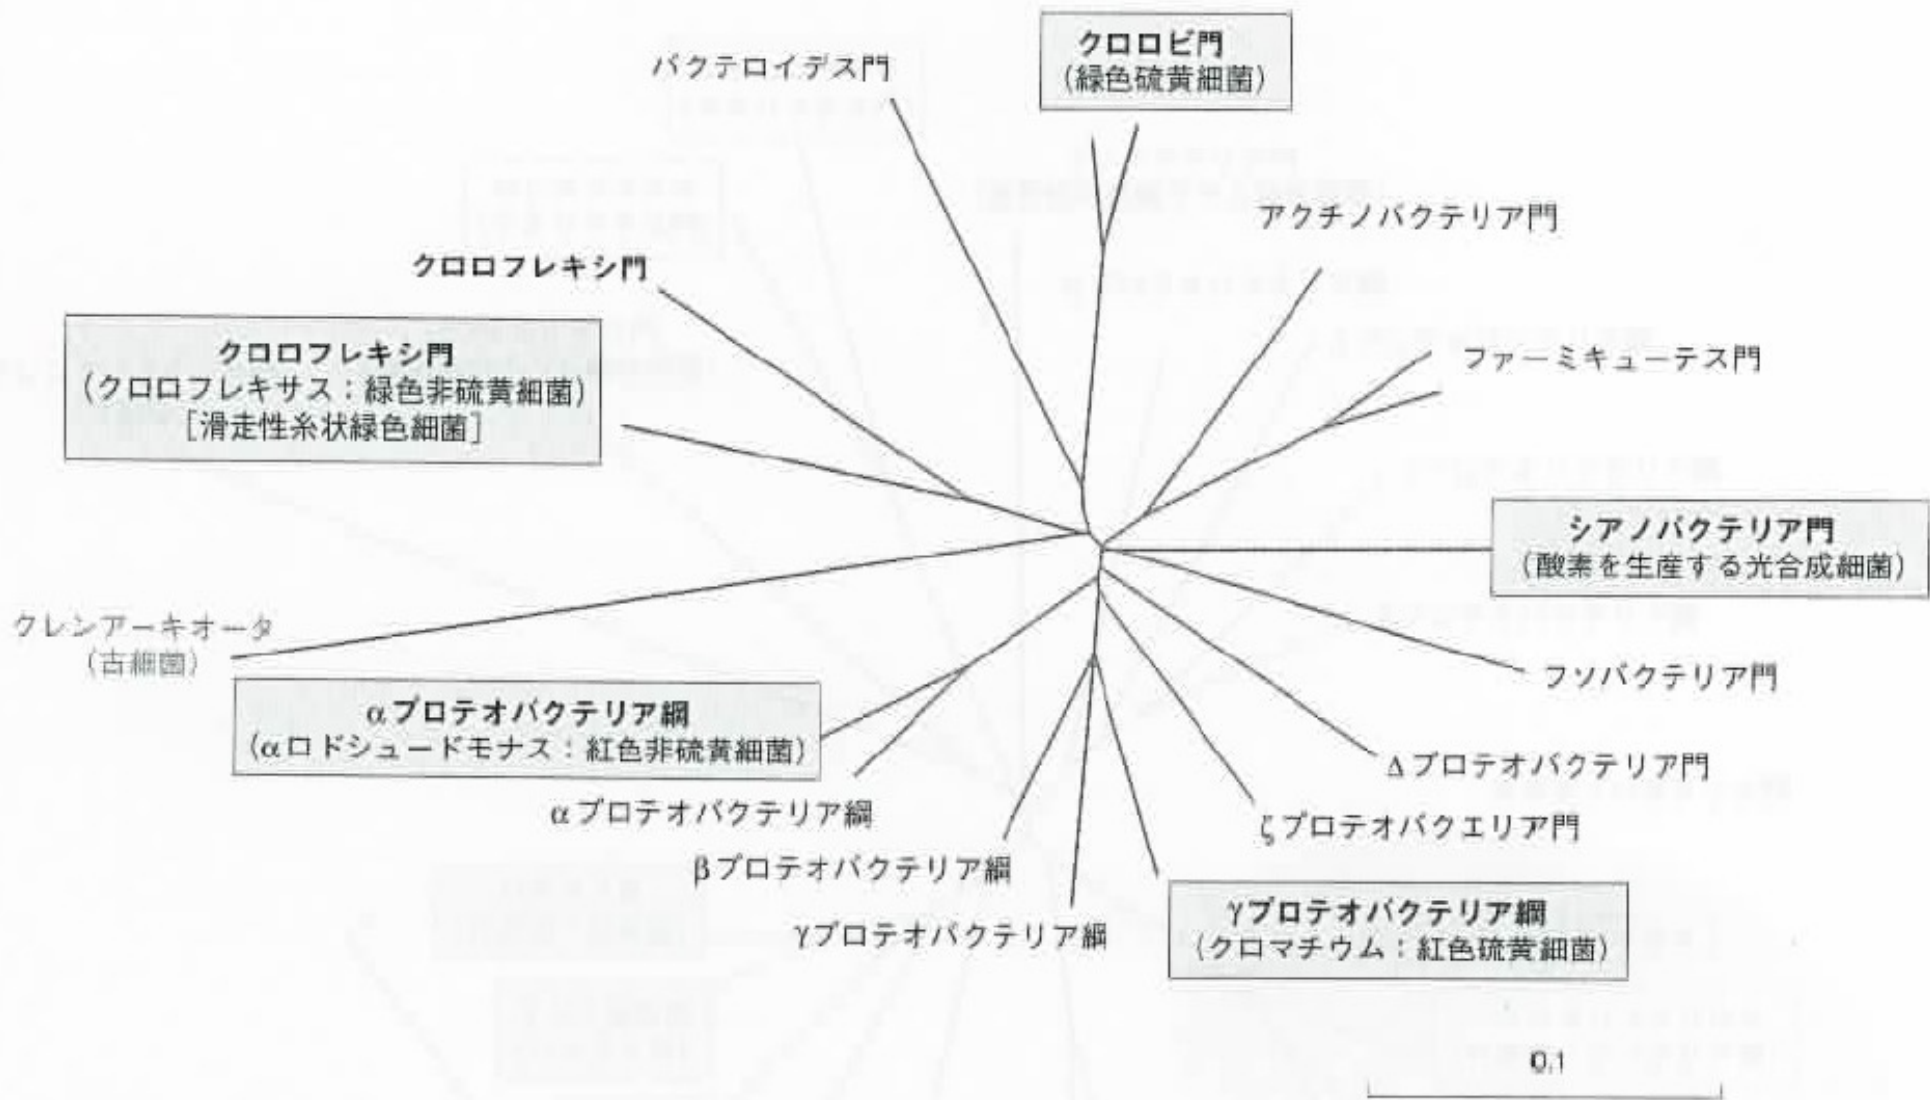 バクテロイデス門
クロロビ門
(緑色硫黄細菌)
アクチノバクテリア門
クロロフレキシ門
クロロフレキシ門
(クロロフレキサス：緑色非硫黄細菌)
[滑走性糸状緑色細菌]
ファーミキューテス門
シアノバクテリア門
(酸素を生産する光合成細菌)
クレンアーキオータ
(古細菌)
フソバクテリア門
αプロテオバクテリア綱
(αロドシュードモナス：紅色非硫黄細菌)
Δプロテオバクテリア門
αプロテオバクテリア綱
ζプロテオバクエリア門
βプロテオバクテリア綱
γプロテオバクテリア綱
γプロテオバクテリア綱
(クロマチウム：紅色硫黄細菌)
0.1